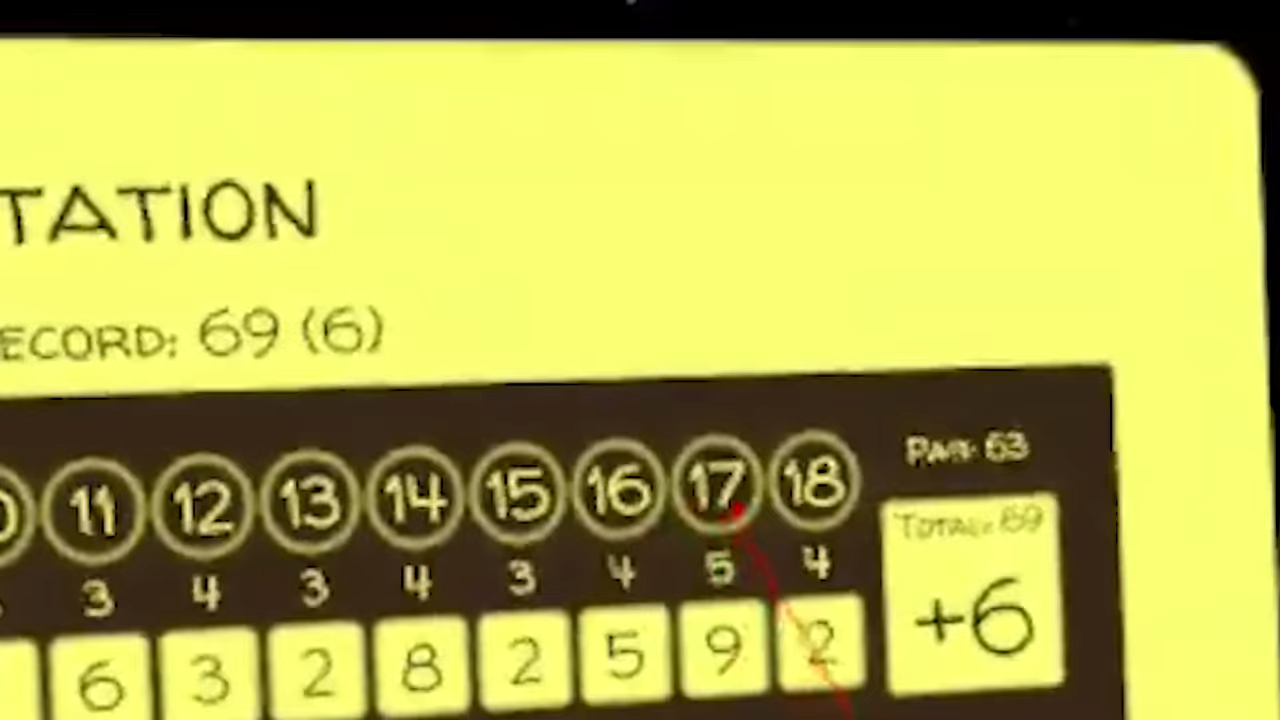 TATION
ECORD: 69 (6)
11 12 13 14 15 16 17 18 PAR: 63
3 4 3 4 3 4 5 4 TOTAL: 69
6 3 2 8 2 5 9 2 +6